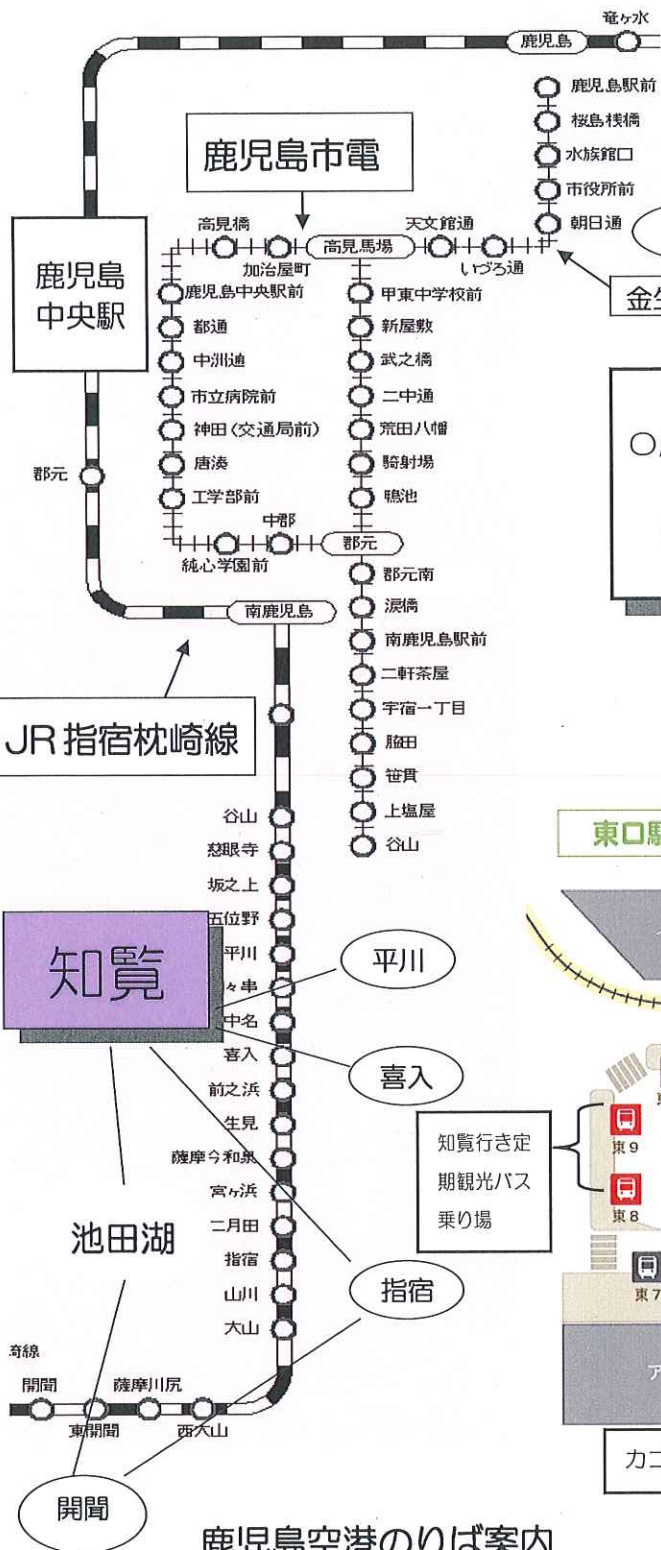 竜ヶ水
鹿児島
鹿児島駅前
桜島桟橋
水族館口
市役所前
朝日通
鹿児島市電
高見橋
加治屋町
高見馬場
天文館通
いづろ通
鹿児島
中央駅
鹿児島中央駅前
都通
中洲通
市立病院前
神田(交通局前)
唐湊
工学部前
純心学園前
中郡
郡元
甲東中学校前
新屋敷
武之橋
二中通
荒田八幡
騎射場
鴨池
郡元
郡元南
涙橋
南鹿児島駅前
二軒茶屋
宇宿一丁目
脇田
笹貫
上塩屋
谷山
南鹿児島
JR指宿枕崎線
谷山
慈眼寺
坂之上
五位野
平川
々串
中名
喜入
前之浜
生見
薩摩今和泉
宮ヶ浜
二月田
指宿
山川
大山
西大山
薩摩川尻
東開聞
開聞
知覧
平川
喜入
池田湖
指宿
開聞
東口駅
知覧行き定
期観光バス
乗り場
東9
東8
東7
鹿児島空港のりば案内